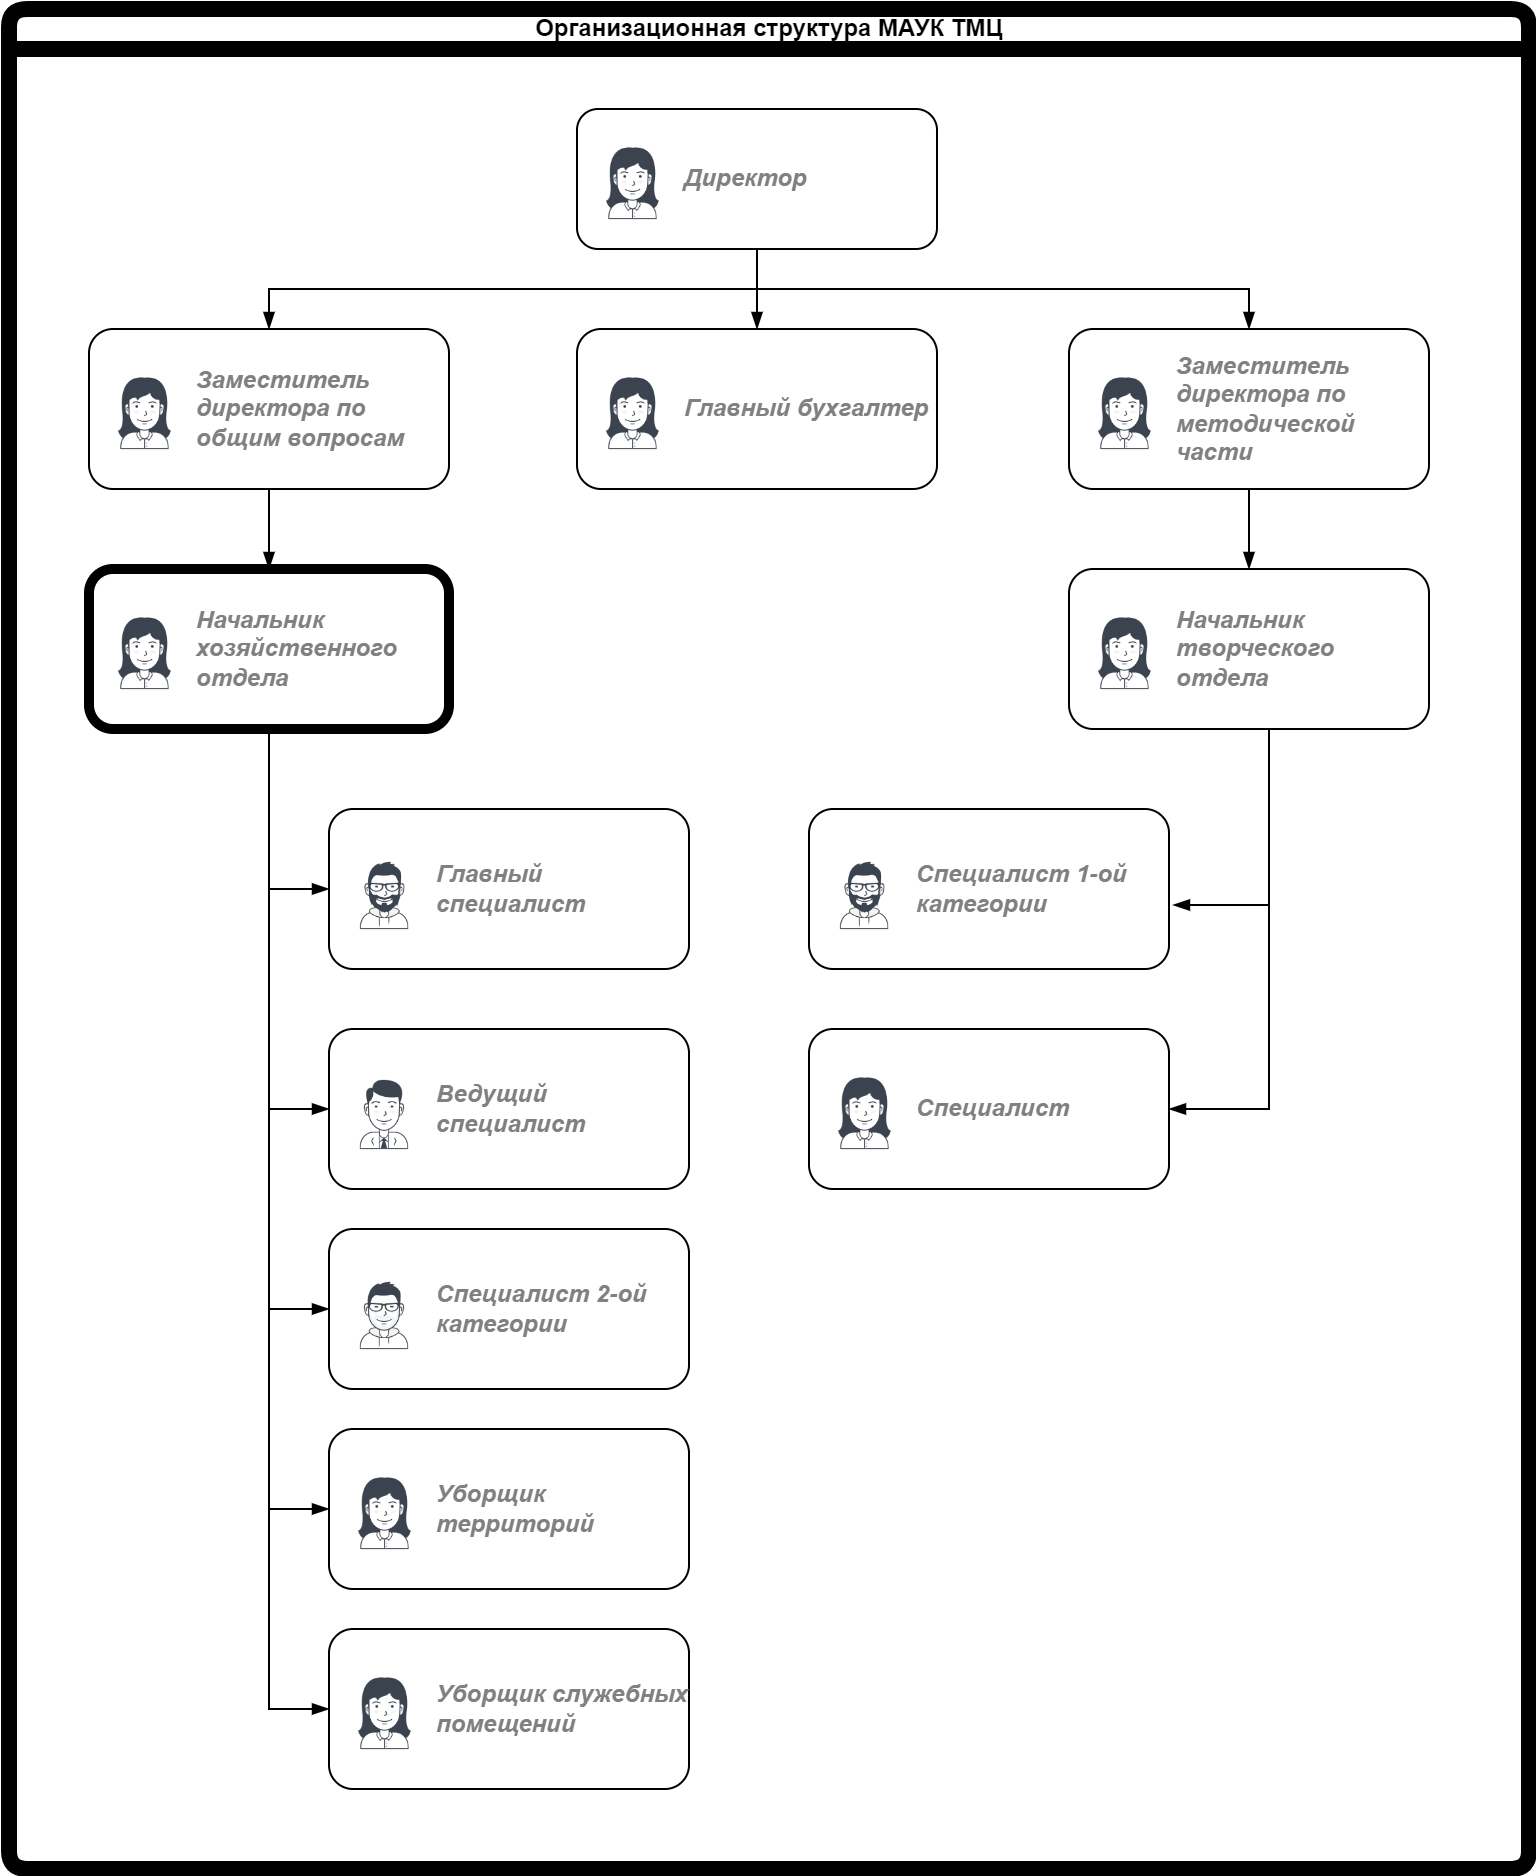 Организационная структура МАУК ТМЦ
Директор
Заместитель
директора по
общим вопросам
Главный бухгалтер
Заместитель
директора по
методической
части
Начальник
хозяйственного
отдела
Начальник
творческого
отдела
Главный
специалист
Специалист 1-ой
категории
Ведущий
специалист
Специалист
Специалист 2-ой
категории
Уборщик
территорий
Уборщик служебных
помещений